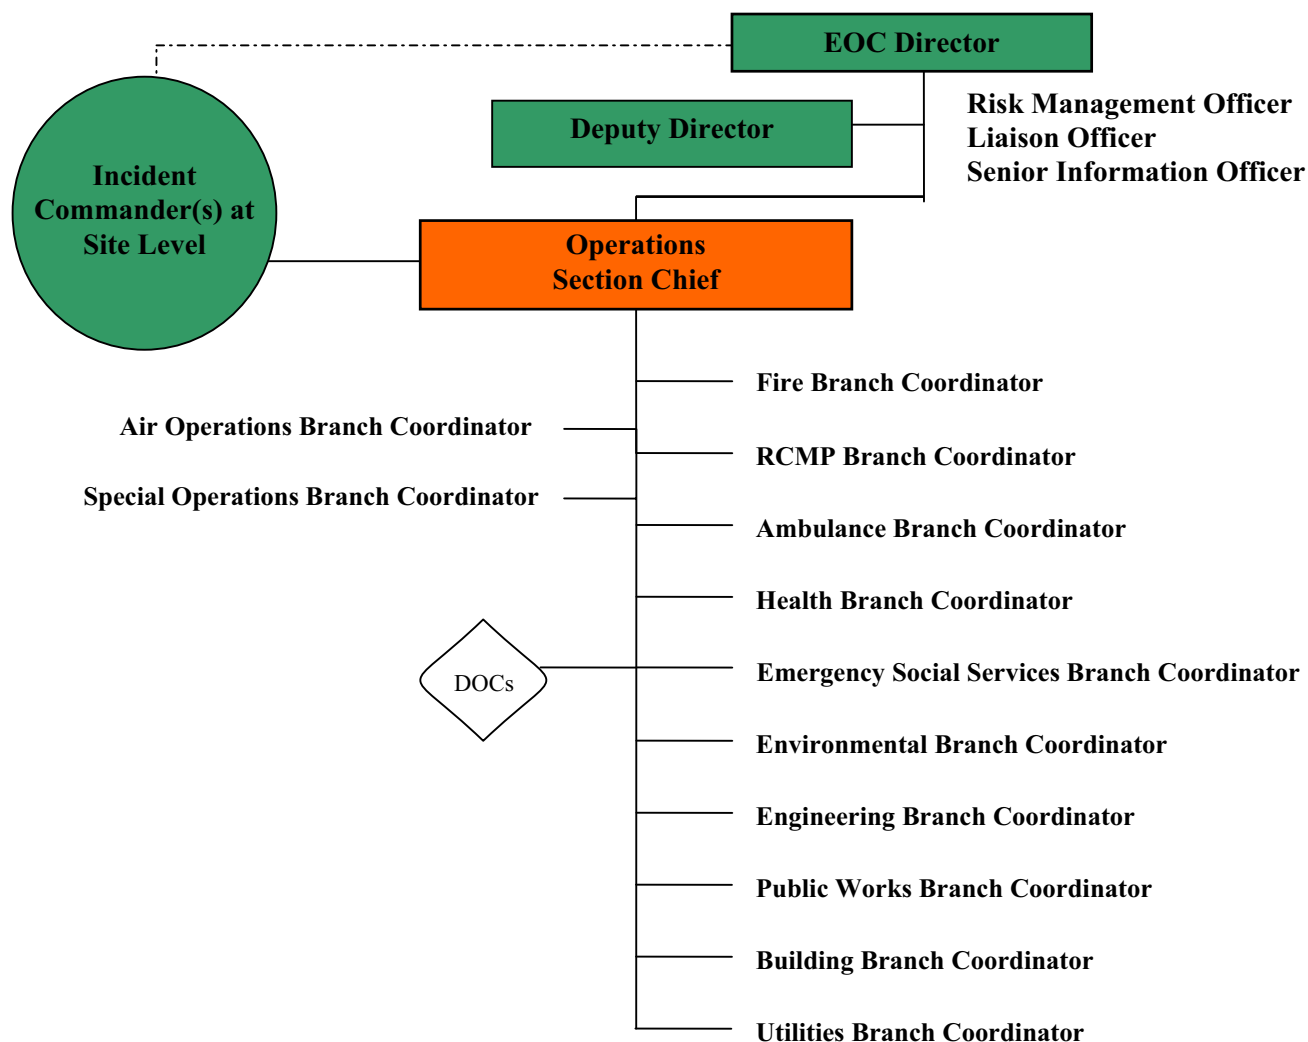 EOC Director
Risk Management Officer
Liaison Officer
Senior Information Officer
Deputy Director
Incident
Commander(s) at
Site Level
Operations
Section Chief
Fire Branch Coordinator
Air Operations Branch Coordinator
RCMP Branch Coordinator
Special Operations Branch Coordinator
Ambulance Branch Coordinator
Health Branch Coordinator
Emergency Social Services Branch Coordinator
DOCs
Environmental Branch Coordinator
Engineering Branch Coordinator
Public Works Branch Coordinator
Building Branch Coordinator
Utilities Branch Coordinator